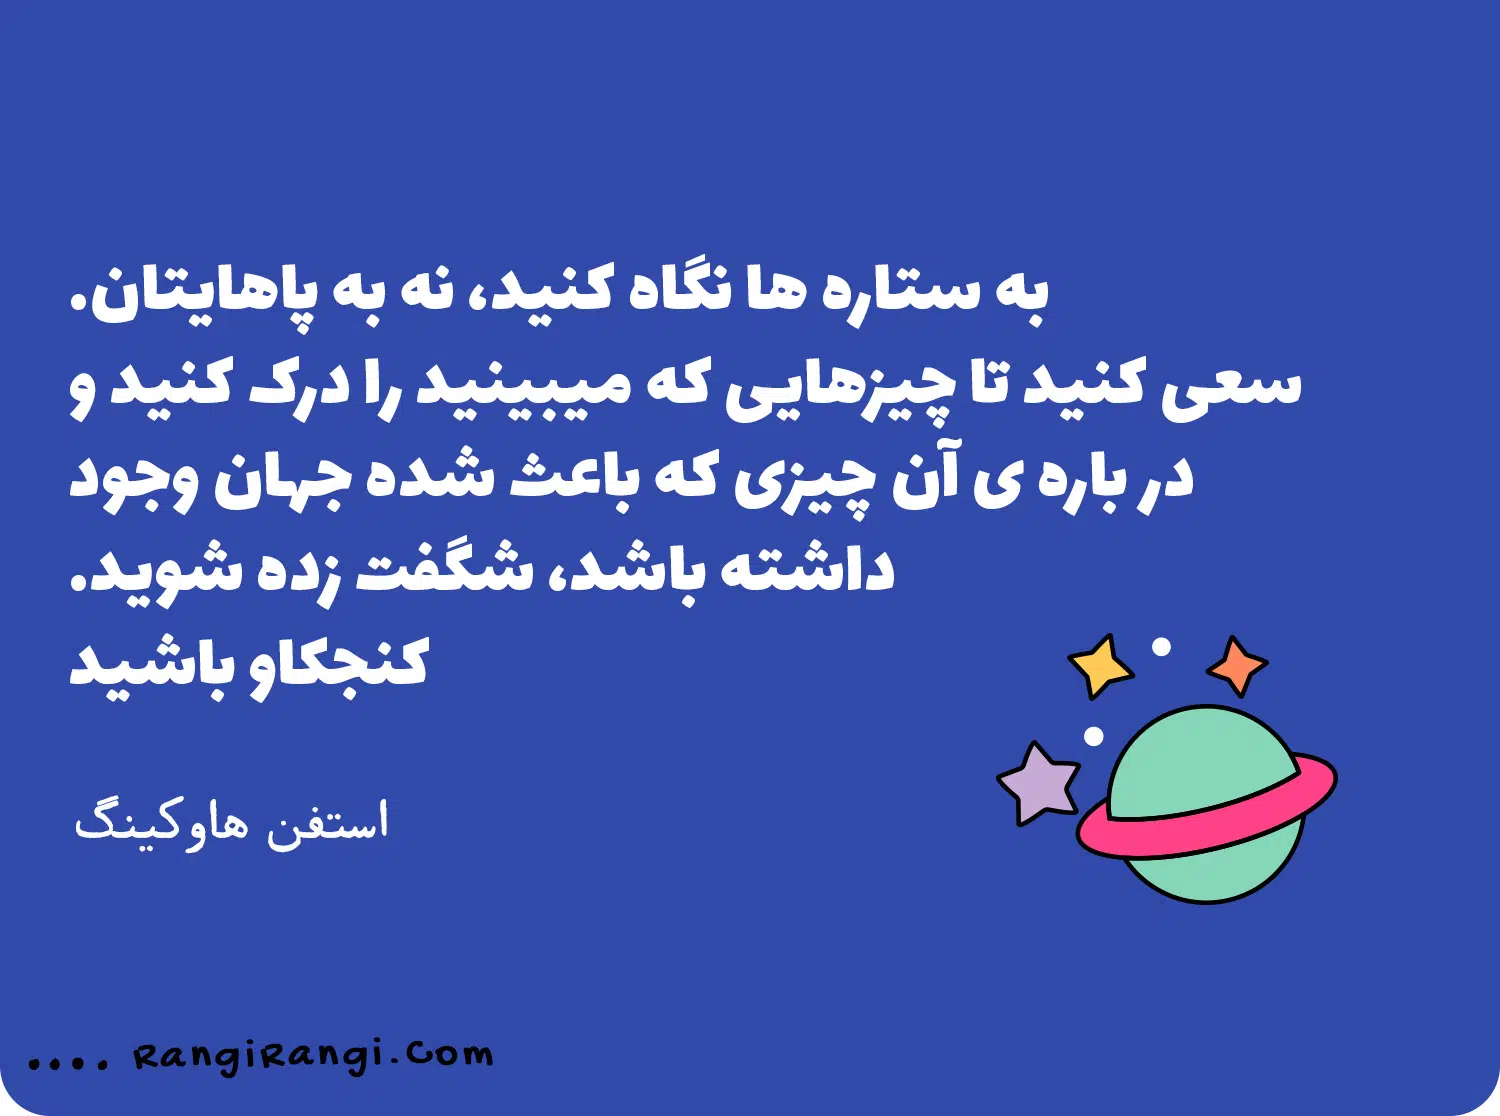 به ستاره ها نگاه کنید، نه به پاهایتان.
سعی کنید تا چیزهایی که میبینید را درک کنید و
در باره ی آن چیزی که باعث شده جهان وجود
داشته باشد، شگفت زده شوید.
کنجکاو باشید
استفن هاوکینگ
.... RangiRangi.Com